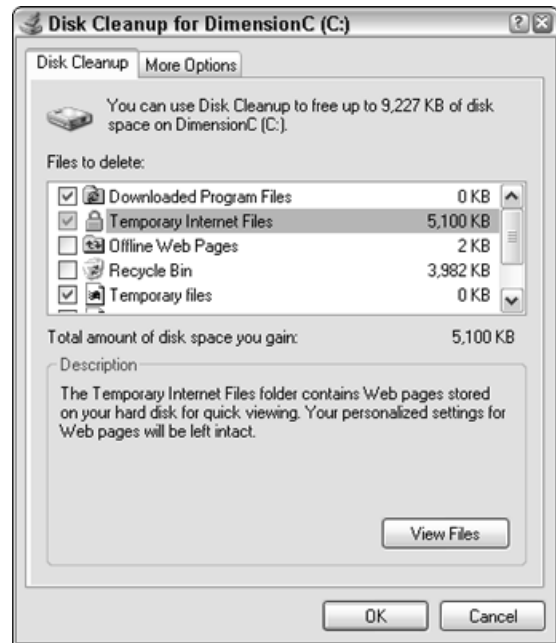 Disk Cleanup for DimensionC (C:)
Disk Cleanup
More Options
You can use Disk Cleanup to free up to 9,227 KB of disk
space on DimensionC (C:).
Files to delete:
Downloaded Program Files 0 KB
Temporary Internet Files 5,100 KB
Offline Web Pages 2 KB
Recycle Bin 3,982 KB
Temporary files 0 KB
Total amount of disk space you gain: 5,100 KB
Description
The Temporary Internet Files folder contains Web pages stored
on your hard disk for quick viewing. Your personalized settings for
Web pages will be left intact.
View Files
OK
Cancel